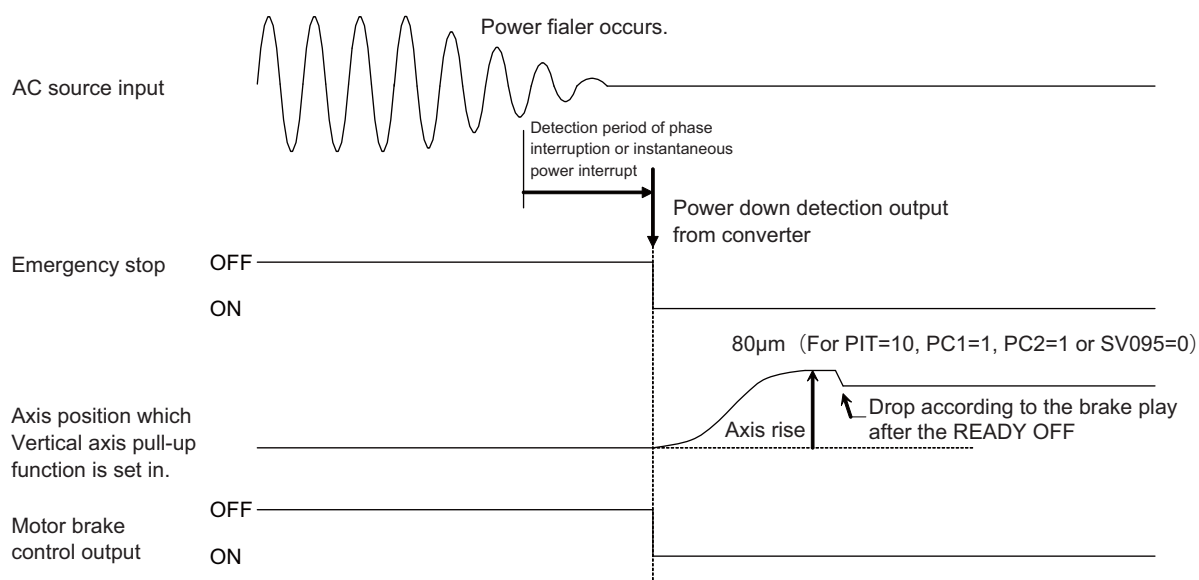 Power fialer occurs.
AC source input
Detection period of phase
interruption or instantaneous
power interrupt
Power down detection output
from converter
Emergency stop
OFF
ON
80μm（For PIT=10, PC1=1, PC2=1 or SV095=0）
Axis position which
Vertical axis pull-up
function is set in.
Axis rise
Drop according to the brake play
after the READY OFF
Motor brake
control output
OFF
ON